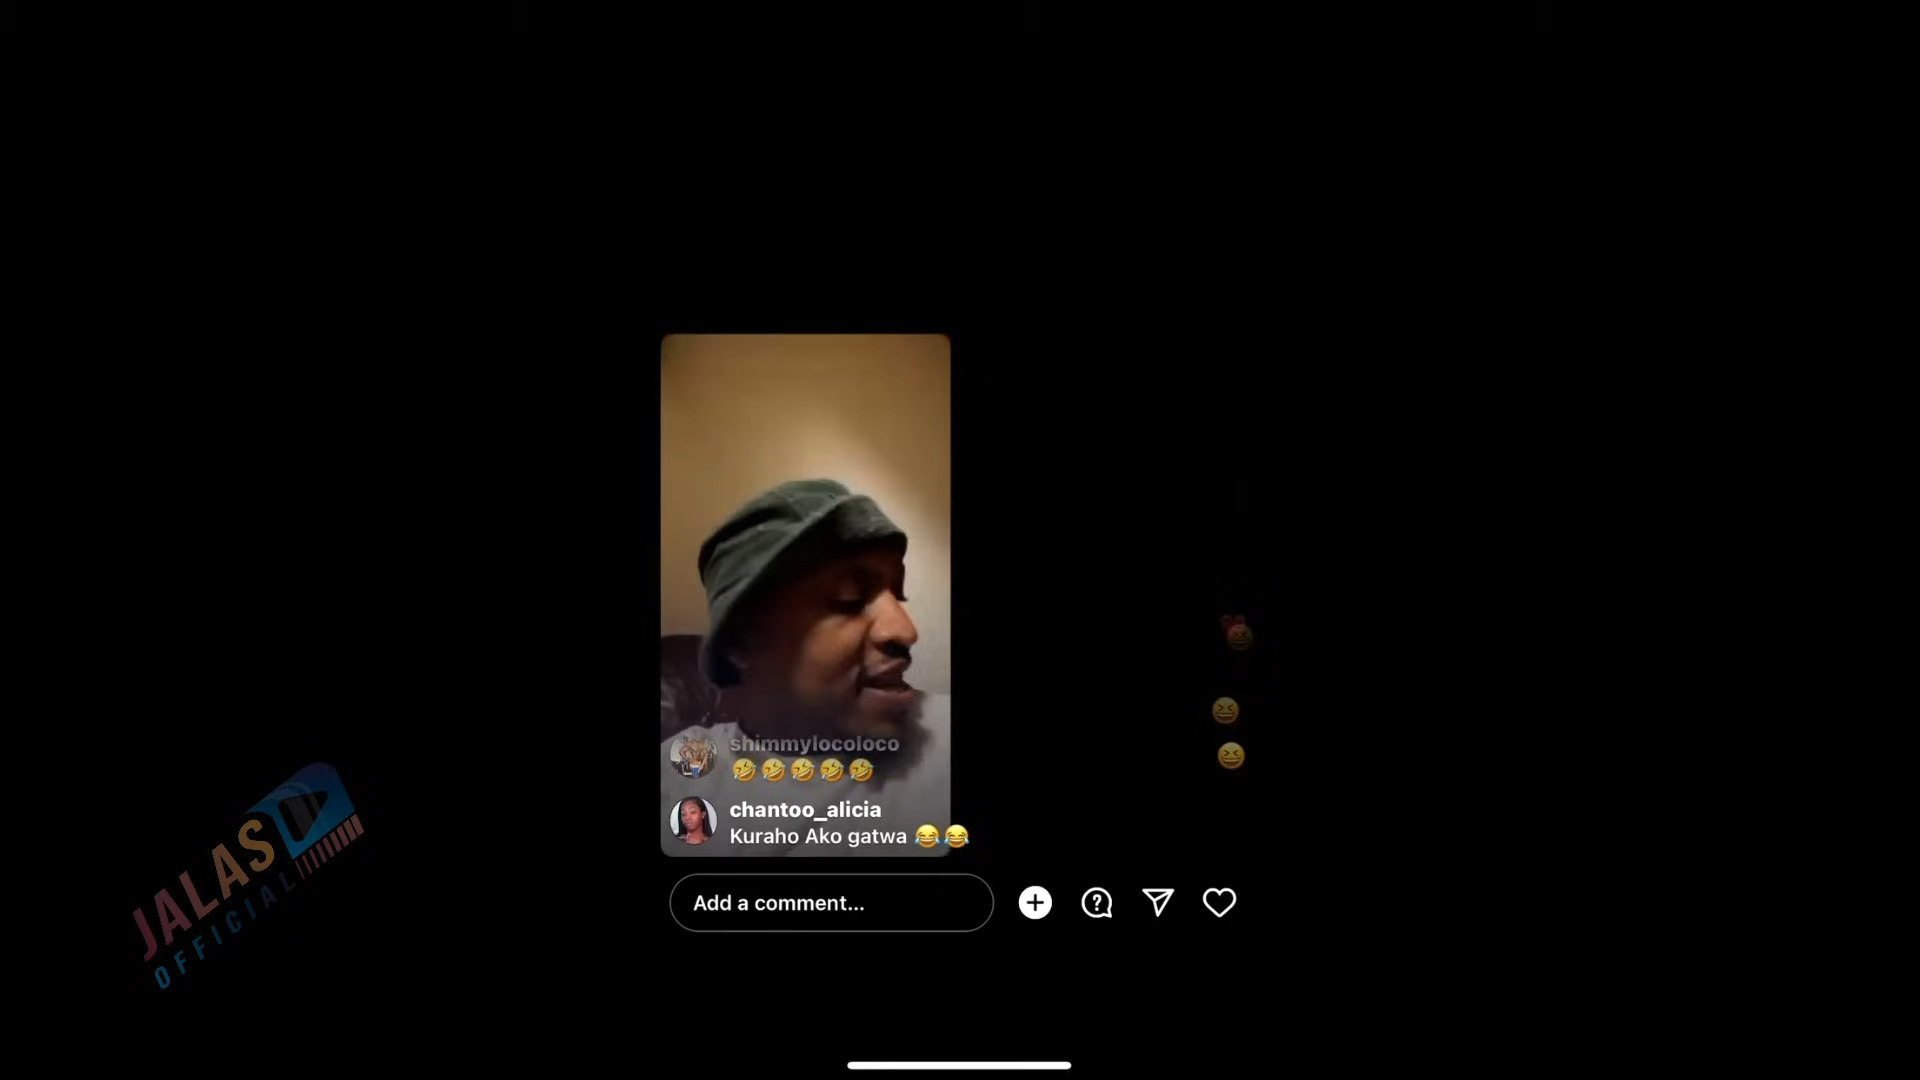 shimmylocoloco
🤣🤣🤣🤣🤣
chantoo_alicia
Kuraho Ako gatwa 😂😂
Add a comment...
JALAS
OFFICIAL